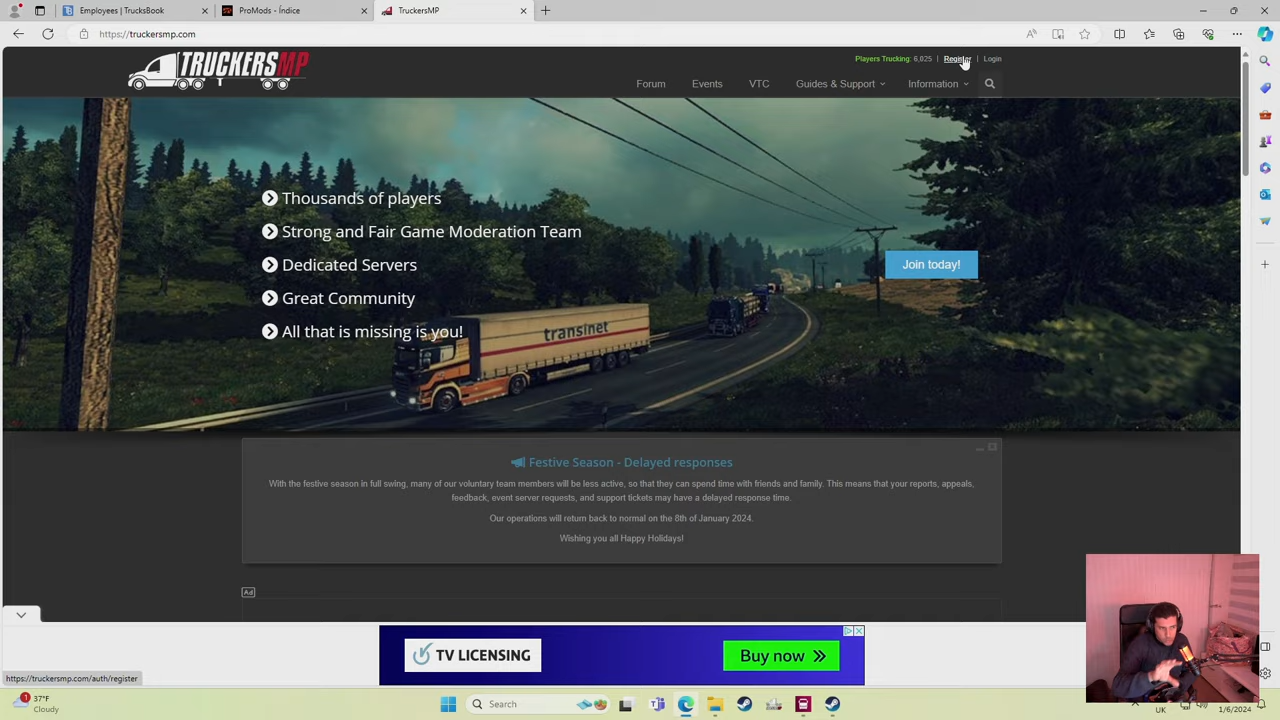 Employees | TrucksBook
ProMods - Índice
TruckersMP
https://truckersmp.com
TRUCKERSMP
Players Trucking: 6,025 | Register | Login
Forum Events VTC Guides & Support Information
Thousands of players
Strong and Fair Game Moderation Team
Dedicated Servers
Great Community
All that is missing is you!
Join today!
transinet
Festive Season - Delayed responses
With the festive season in full swing, many of our voluntary team members will be less active, so that they can spend time with friends and family. This means that your reports, appeals,
feedback, event server requests, and support tickets may have a delayed response time.
Our operations will return back to normal on the 8th of January 2024.
Wishing you all Happy Holidays!
Ad
TV LICENSING
Buy now
https://truckersmp.com/auth/register
1
37°F
Cloudy
Search
UK
1/6/2024